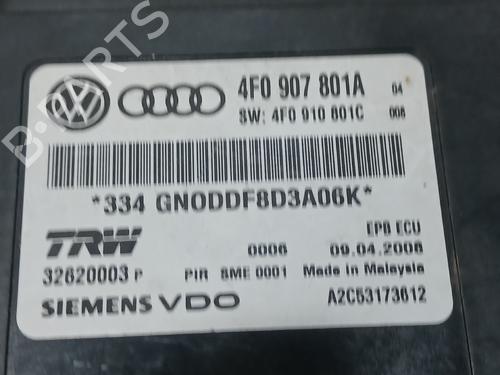 4F0 907 801A 04
SW: 4F0 910 801C 006
*334 GNODDF8D3A06K*
TRW EPB ECU
0006 09.04.2008
32620003 P PIR SME 0001 Made in Malaysia
SIEMENS VDO A2C53173612
B-PARTS